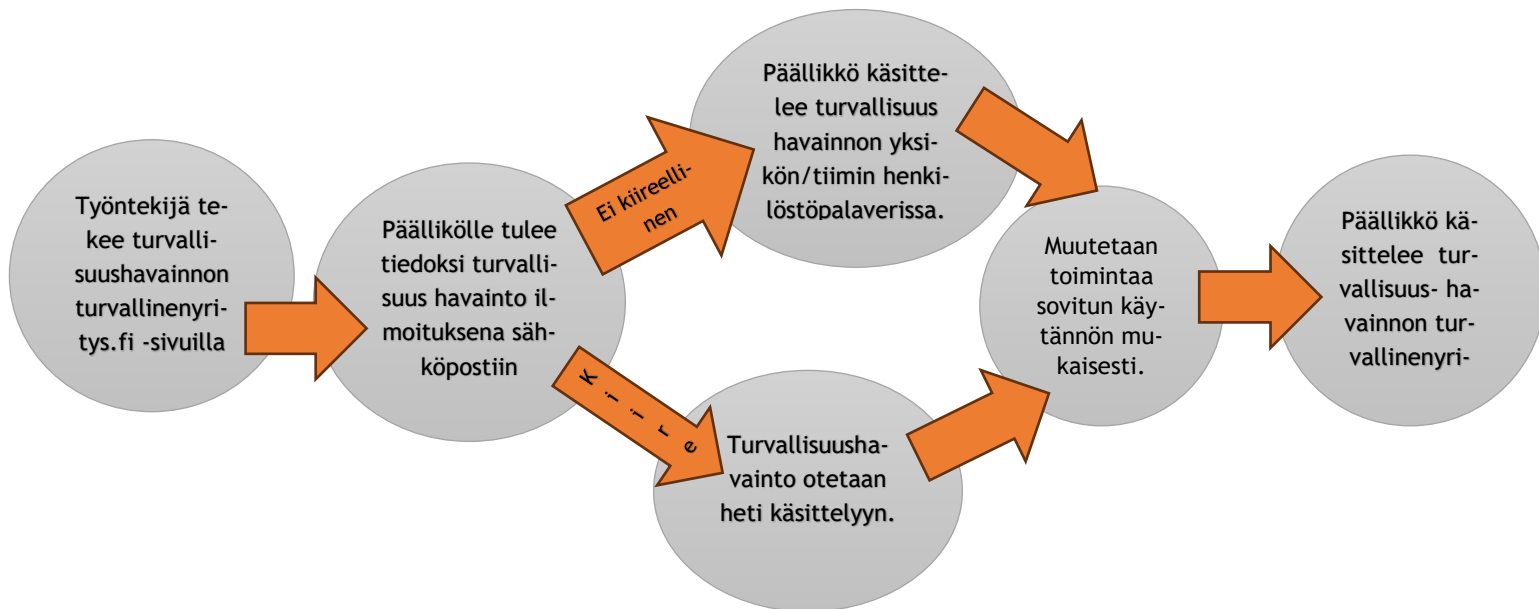 Työntekijä te-
kee turvalli-
suushavainnon
turvallinenyri-
tys.fi -sivuilla
Päällikölle tulee
tiedoksi turvalli-
suus havainto il-
moituksena säh-
köpostiin
Ei kiireelli-
nen
Päällikkö käsitte-
lee turvallisuus
havainnon yksi-
kön/tiimin henki-
löstöpalaverissa.
Kiire
Turvallisuusha-
vainto otetaan
heti käsittelyyn.
Muutetaan
toimintaa
sovitun käy-
tännön mu-
kaisesti.
Päällikkö kä-
sittelee  tur-
vallisuus- ha-
vainnon tur-
vallinenyri-